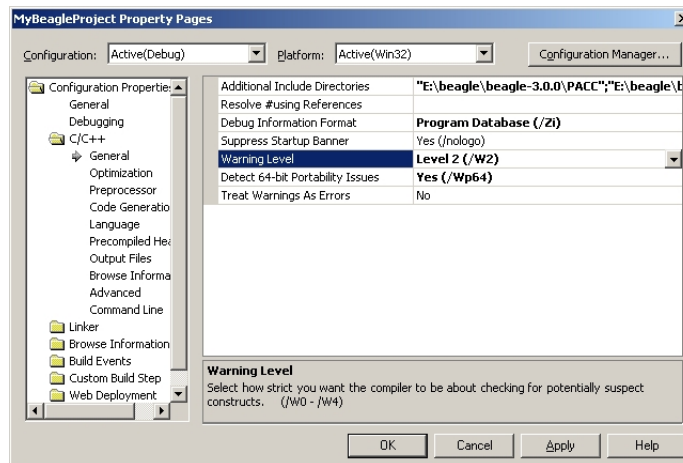 MyBeagleProject Property Pages
Configuration: Active(Debug) Platform: Active(Win32) Configuration Manager...
Configuration Properties
General
Debugging
C/C++
General
Optimization
Preprocessor
Code Generatio
Language
Precompiled Hea
Output Files
Browse Informa
Advanced
Command Line
Linker
Browse Information
Build Events
Custom Build Step
Web Deployment
Additional Include Directories "E:\beagle\beagle-3.0.0\PACC";"E:\beagle\b
Resolve #using References
Debug Information Format Program Database (/Zi)
Suppress Startup Banner Yes (/nologo)
Warning Level Level 2 (/W2)
Detect 64-bit Portability Issues Yes (/Wp64)
Treat Warnings As Errors No
Warning Level
Select how strict you want the compiler to be about checking for potentially suspect
constructs. (/W0 - /W4)
OK Cancel Apply Help